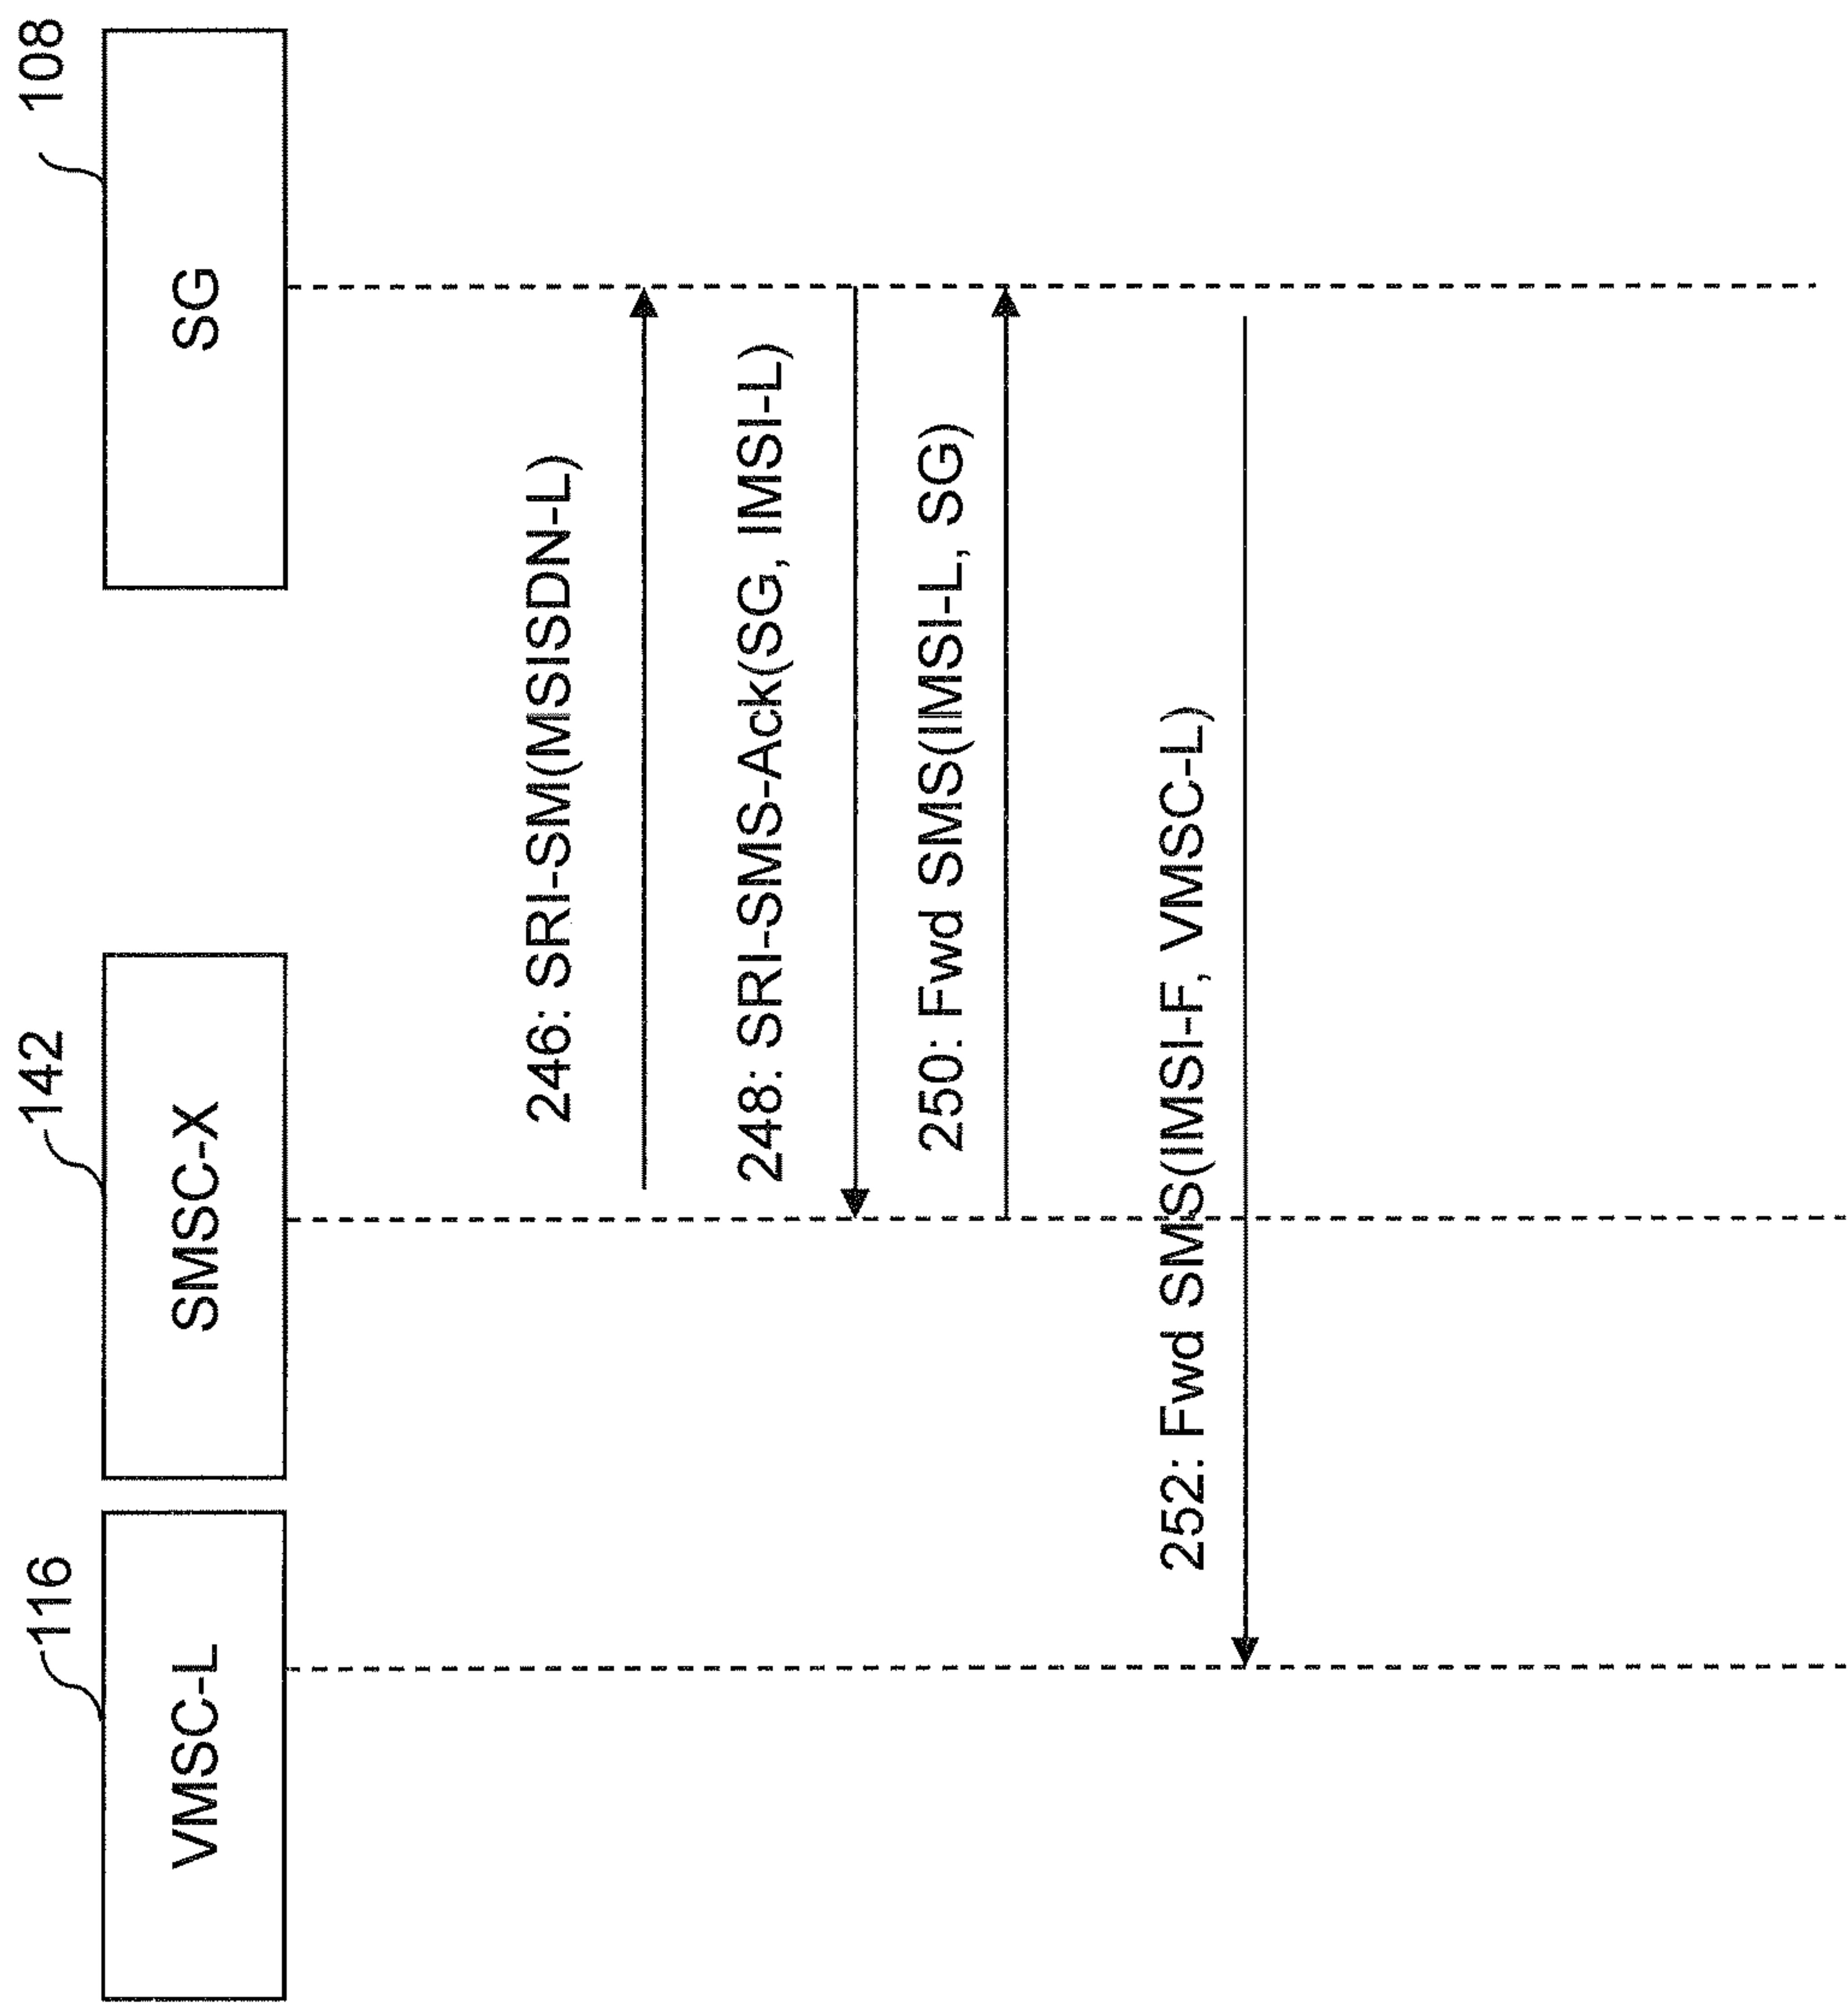 116
142
108
VMSC-L
SMSC-X
SG
246: SRI-SM(MSISDN-L)
248: SRI-SMS-Ack(SG, IMSI-L)
250: Fwd SMS(IMSI-L, SG)
252: Fwd SMS(IMSI-F, VMSC-L)